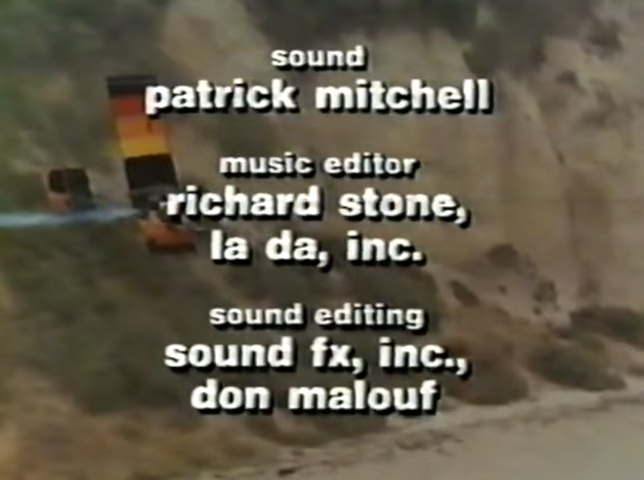 sound
patrick mitchell
music editor
richard stone,
la da, inc.
sound editing
sound fx, inc.,
don malouf